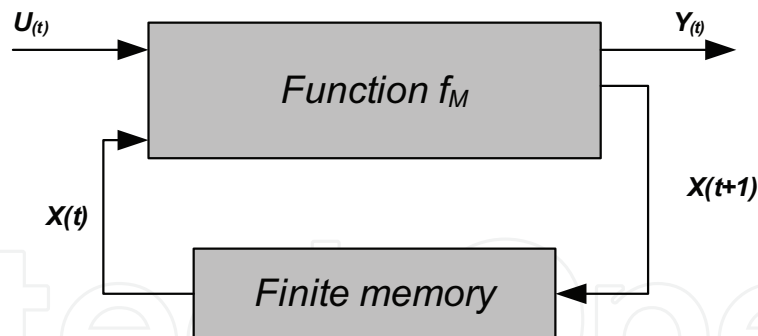 U(t)
Y(t)
Function fM
X(t)
X(t+1)
Finite memory